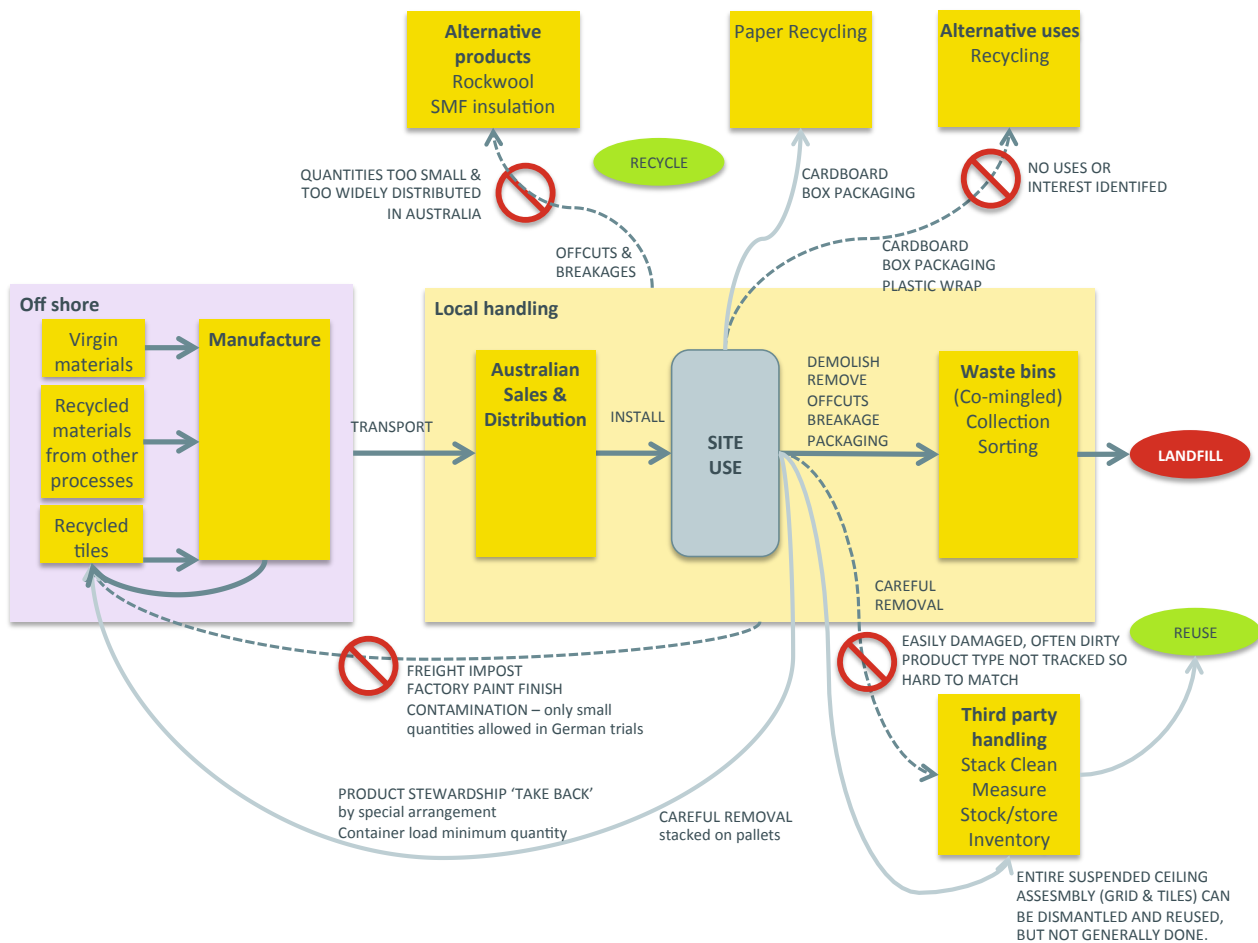 Alternative
products
Rockwool
SMF insulation
Paper Recycling
Alternative uses
Recycling
RECYCLE
QUANTITIES TOO SMALL &
TOO WIDELY DISTRIBUTED
IN AUSTRALIA
CARDBOARD
BOX PACKAGING
NO USES OR
INTEREST IDENTIFED
OFFCUTS &
BREAKAGES
CARDBOARD
BOX PACKAGING
PLASTIC WRAP
Off shore
Virgin
materials
Recycled
materials
from other
processes
Recycled
tiles
Manufacture
TRANSPORT
Local handling
Australian
Sales &
Distribution
INSTALL
SITE
USE
DEMOLISH
REMOVE
OFFCUTS
BREAKAGE
PACKAGING
Waste bins
(Co-mingled)
Collection
Sorting
LANDFILL
CAREFUL
REMOVAL
REUSE
EASILY DAMAGED, OFTEN DIRTY
PRODUCT TYPE NOT TRACKED SO
HARD TO MATCH
FREIGHT IMPOST
FACTORY PAINT FINISH
CONTAMINATION – only small
quantities allowed in German trials
Third party
handling
Stack Clean
Measure
Stock/store
Inventory
PRODUCT STEWARDSHIP ‘TAKE BACK’
by special arrangement
Container load minimum quantity
CAREFUL REMOVAL
stacked on pallets
ENTIRE SUSPENDED CEILING
ASSESMBLY (GRID & TILES) CAN
BE DISMANTLED AND REUSED,
BUT NOT GENERALLY DONE.